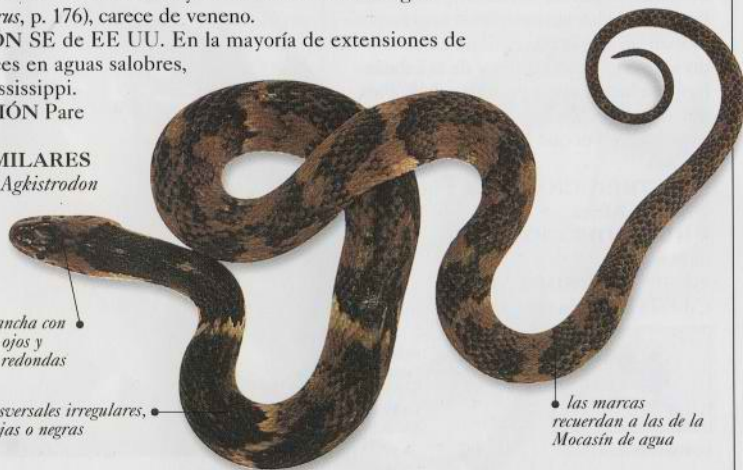 rus, p. 176), carece de veneno.
ON SE de EE UU. En la mayoría de extensiones de
es en aguas salobres,
ssissippi.
IÓN Pare
MILARES
Agkistrodon
ancha con
ojos y
redondas
sversales irregulares,
jas o negras
las marcas
recuerdan a las de la
Mocasín de agua